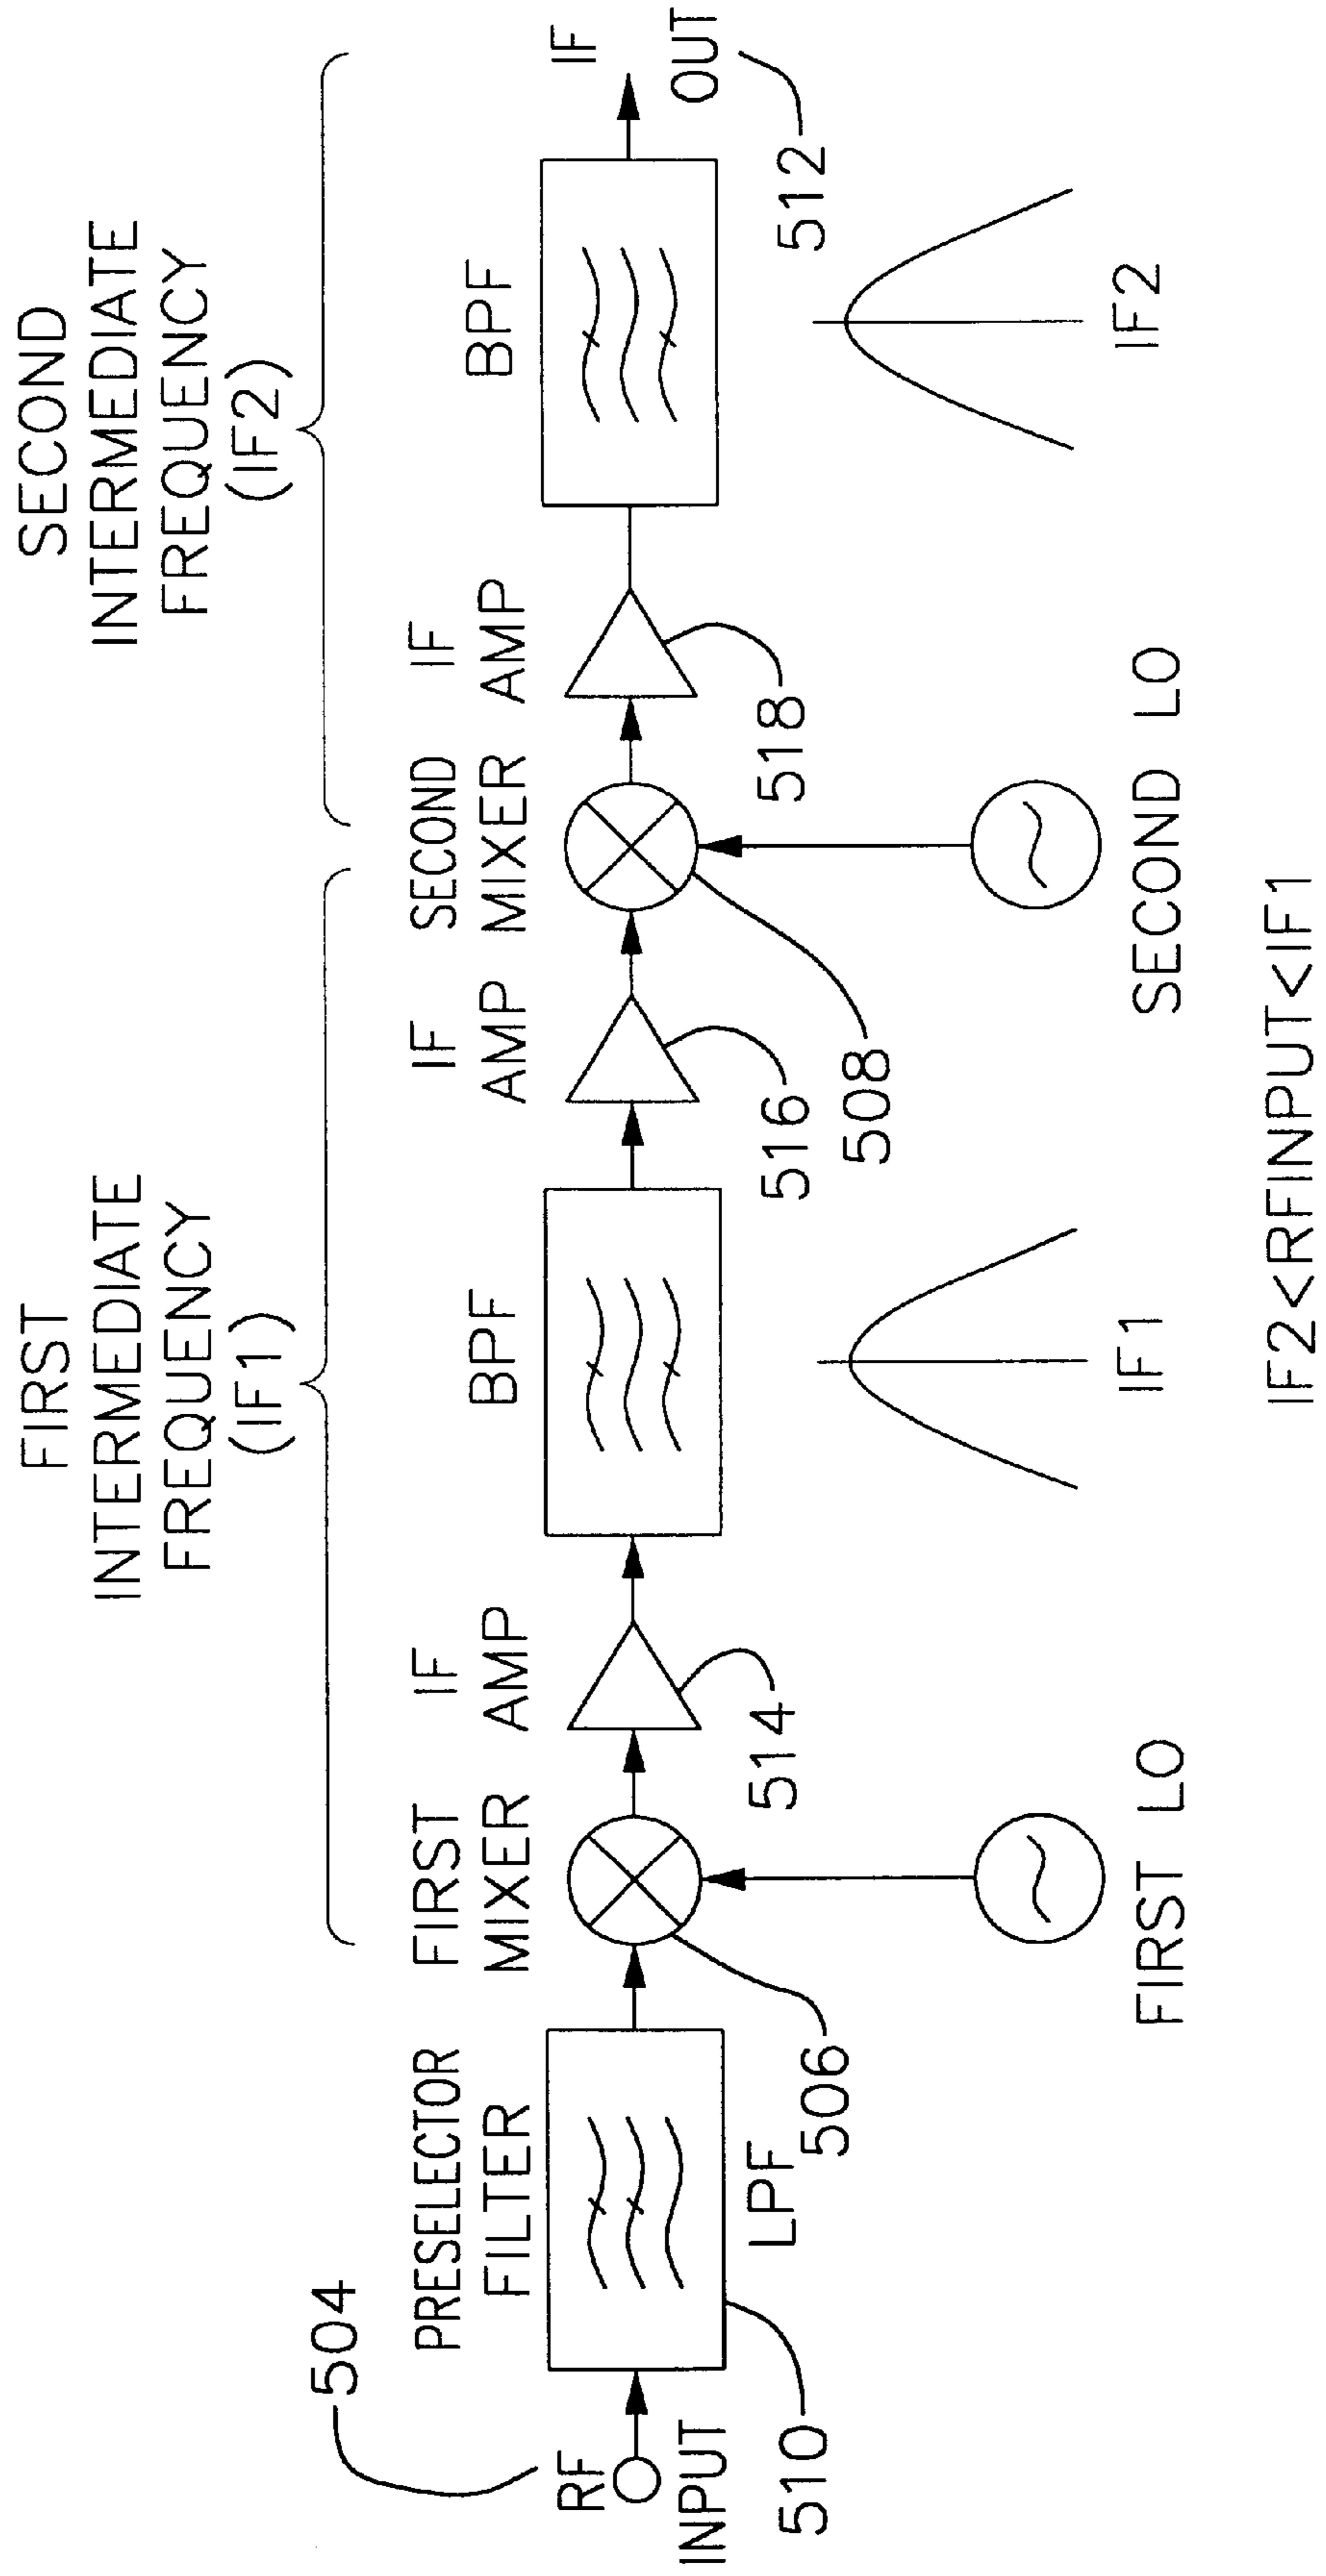 FIRST
INTERMEDIATE
FREQUENCY
(IF1)
SECOND
INTERMEDIATE
FREQUENCY
(IF2)
504
RF
INPUT
PRESELECTOR
FILTER
LPF
510
FIRST
MIXER
506
FIRST LO
IF
AMP
514
BPF
IF1
IF
AMP
516
SECOND
MIXER
508
SECOND LO
IF
AMP
518
BPF
IF2
IF
OUT
512
IF2<RFINPUT<IF1